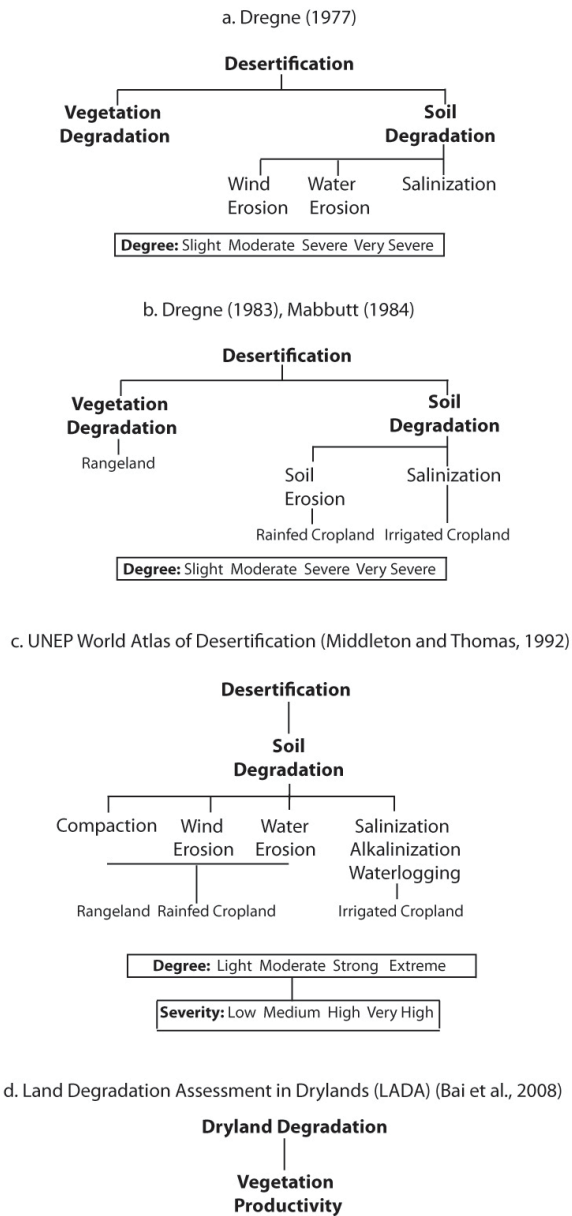 a. Dregne (1977)
Desertification
Vegetation Degradation
Soil Degradation
Wind Erosion
Water Erosion
Salinization
Degree: Slight Moderate Severe Very Severe
b. Dregne (1983), Mabbutt (1984)
Desertification
Vegetation Degradation
Rangeland
Soil Degradation
Soil Erosion
Salinization
Rainfed Cropland
Irrigated Cropland
Degree: Slight Moderate Severe Very Severe
c. UNEP World Atlas of Desertification (Middleton and Thomas, 1992)
Desertification
Soil
Degradation
Compaction
Wind Erosion
Water Erosion
Salinization
Alkalinization
Waterlogging
Rangeland Rainfed Cropland
Irrigated Cropland
Degree: Light Moderate Strong Extreme
Severity: Low Medium High Very High
d. Land Degradation Assessment in Drylands (LADA) (Bai et al., 2008)
Dryland Degradation
Vegetation
Productivity